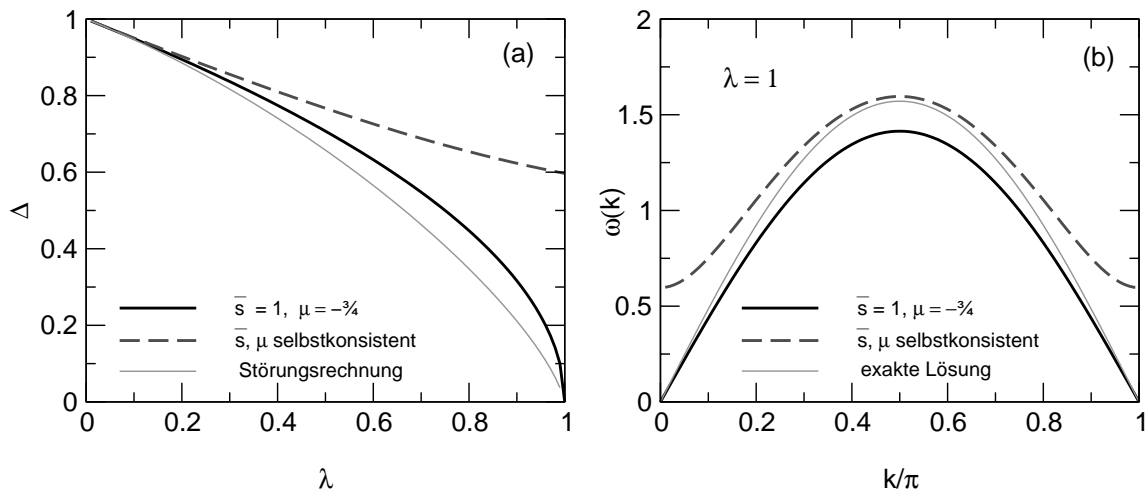 1
0.8
0.6
0.4
0.2
0
Δ
(a)
s̄ = 1, μ = −¾
s̄, μ selbstkonsistent
Störungsrechnung
0 0.2 0.4 0.6 0.8 1
λ
2
1.5
1
0.5
0
ω(k)
λ = 1
(b)
s̄ = 1, μ = −¾
s̄, μ selbstkonsistent
exakte Lösung
0 0.2 0.4 0.6 0.8 1
k/π